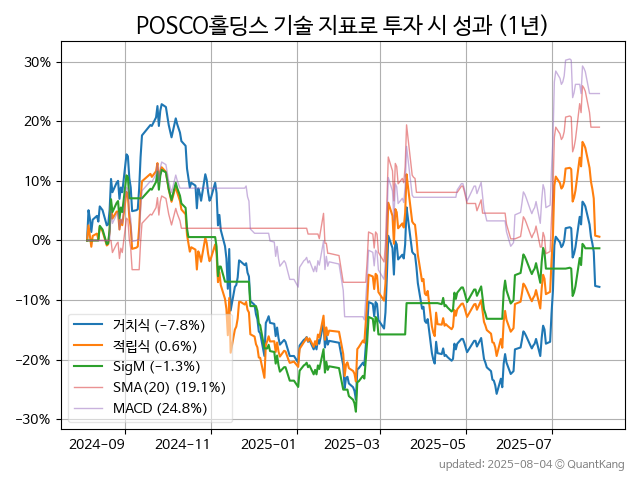 POSCO홀딩스 기술 지표로 투자 시 성과 (1년)
30%
20%
10%
0%
−10%
−20%
−30%
거치식 (−7.8%)
적립식 (0.6%)
SigM (−1.3%)
SMA(20) (19.1%)
MACD (24.8%)
2024-09 2024-11 2025-01 2025-03 2025-05 2025-07
updated: 2025-08-04 © QuantKang